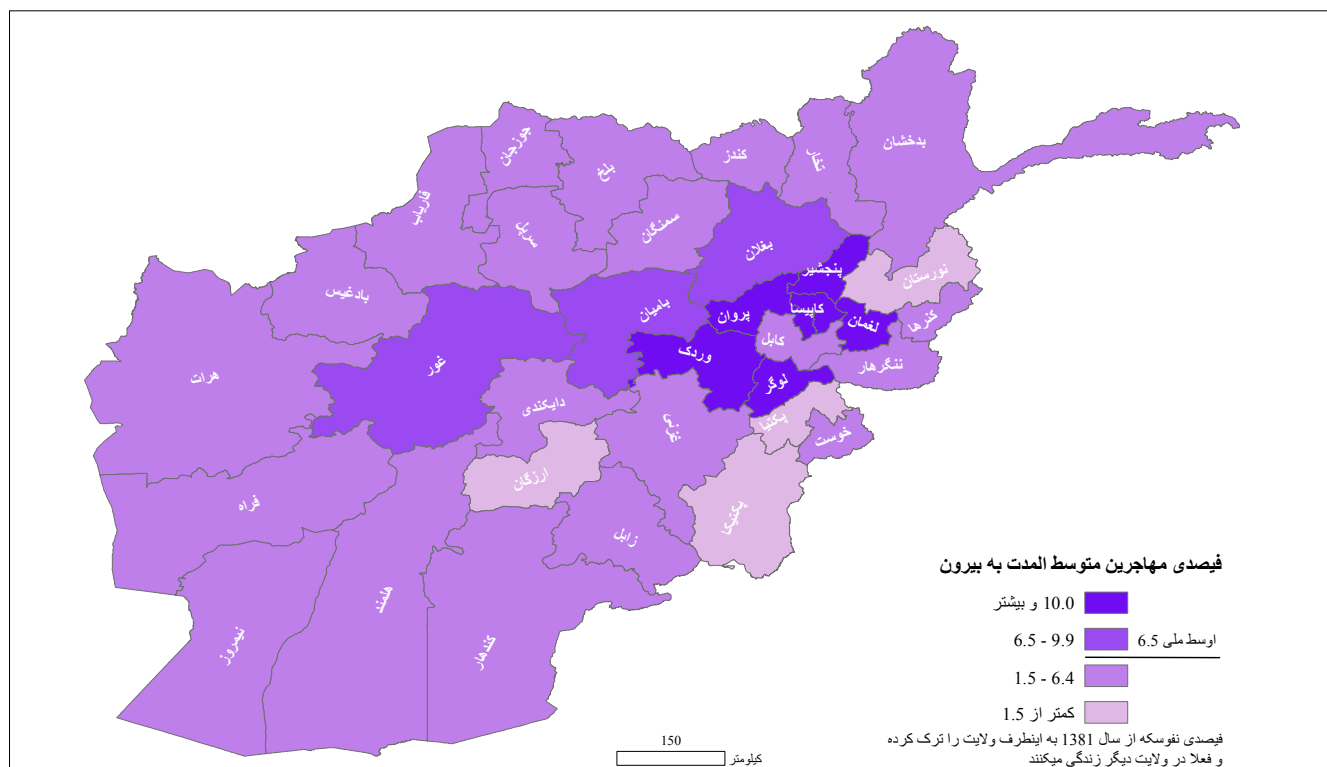 بدخشان
جوزجان
بلخ
کندز
تخار
فاریاب
سرپل
سمنگان
بغلان
پنجشیر
نورستان
بادغیس
بامیان
پروان
کاپیسا
لغمان
کنرها
هرات
غور
وردک
کابل
ننگرهار
دایکندی
لوگر
غزنی
پکتیا
خوست
ارزگان
فراه
زابل
پکتیکا
نیمروز
هلمند
کندهار
فیصدی مهاجرین متوسط المدت به بیرون
10.0 و بیشتر
6.5 - 9.9
اوسط ملی 6.5
1.5 - 6.4
کمتر از 1.5
فیصدی نفوسکه از سال 1381 به اینطرف ولایت را ترک کرده
و فعلا در ولایت دیگر زندگی میکنند
150
کیلومتر